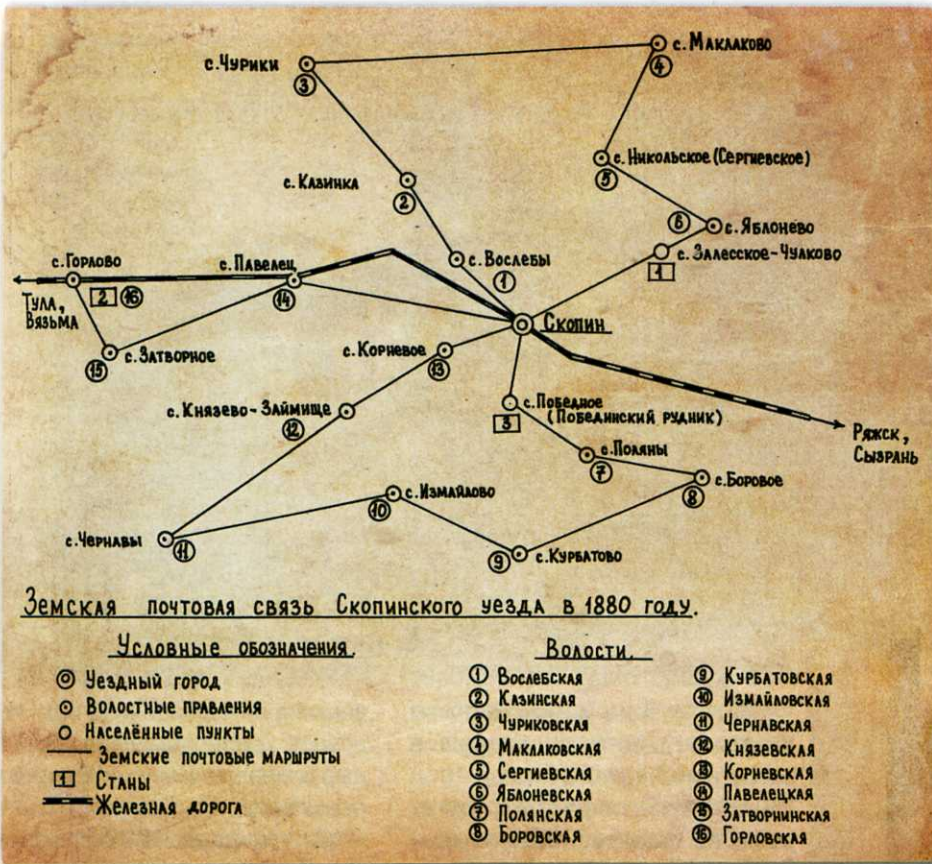 с. Маклаково
4
с. Чурики
3
с. Никольское (Сергиевское)
5
с. Казинка
2
6
с. Яблонево
с. Залесское-Чулково
1
с. Вослебы
1
с. Горлово
2 16
с. Павелец
14
Тула,
Вязьма
Скопин
с. Затворное
15
с. Корневое
13
с. Победное
(Побединский рудник)
3
с. Князево-Займище
12
Ряжск,
Сызрань
с. Поляны
7
с. Боровое
8
с. Измайлово
10
с. Чернавы
11
9
с. Курбатово
Земская почтовая связь Скопинского уезда в 1880 году.
Условные обозначения.
Уездный город
Волостные правления
Населённые пункты
Земские почтовые маршруты
1 Станы
Железная дорога
Волости.
1 Вослебская
2 Казинская
3 Чуриковская
4 Маклаковская
5 Сергиевская
6 Яблоневская
7 Полянская
8 Боровская
9 Курбатовская
10 Измайловская
11 Чернавская
12 Князевская
13 Корневская
14 Павелецкая
15 Затворнинская
16 Горловская